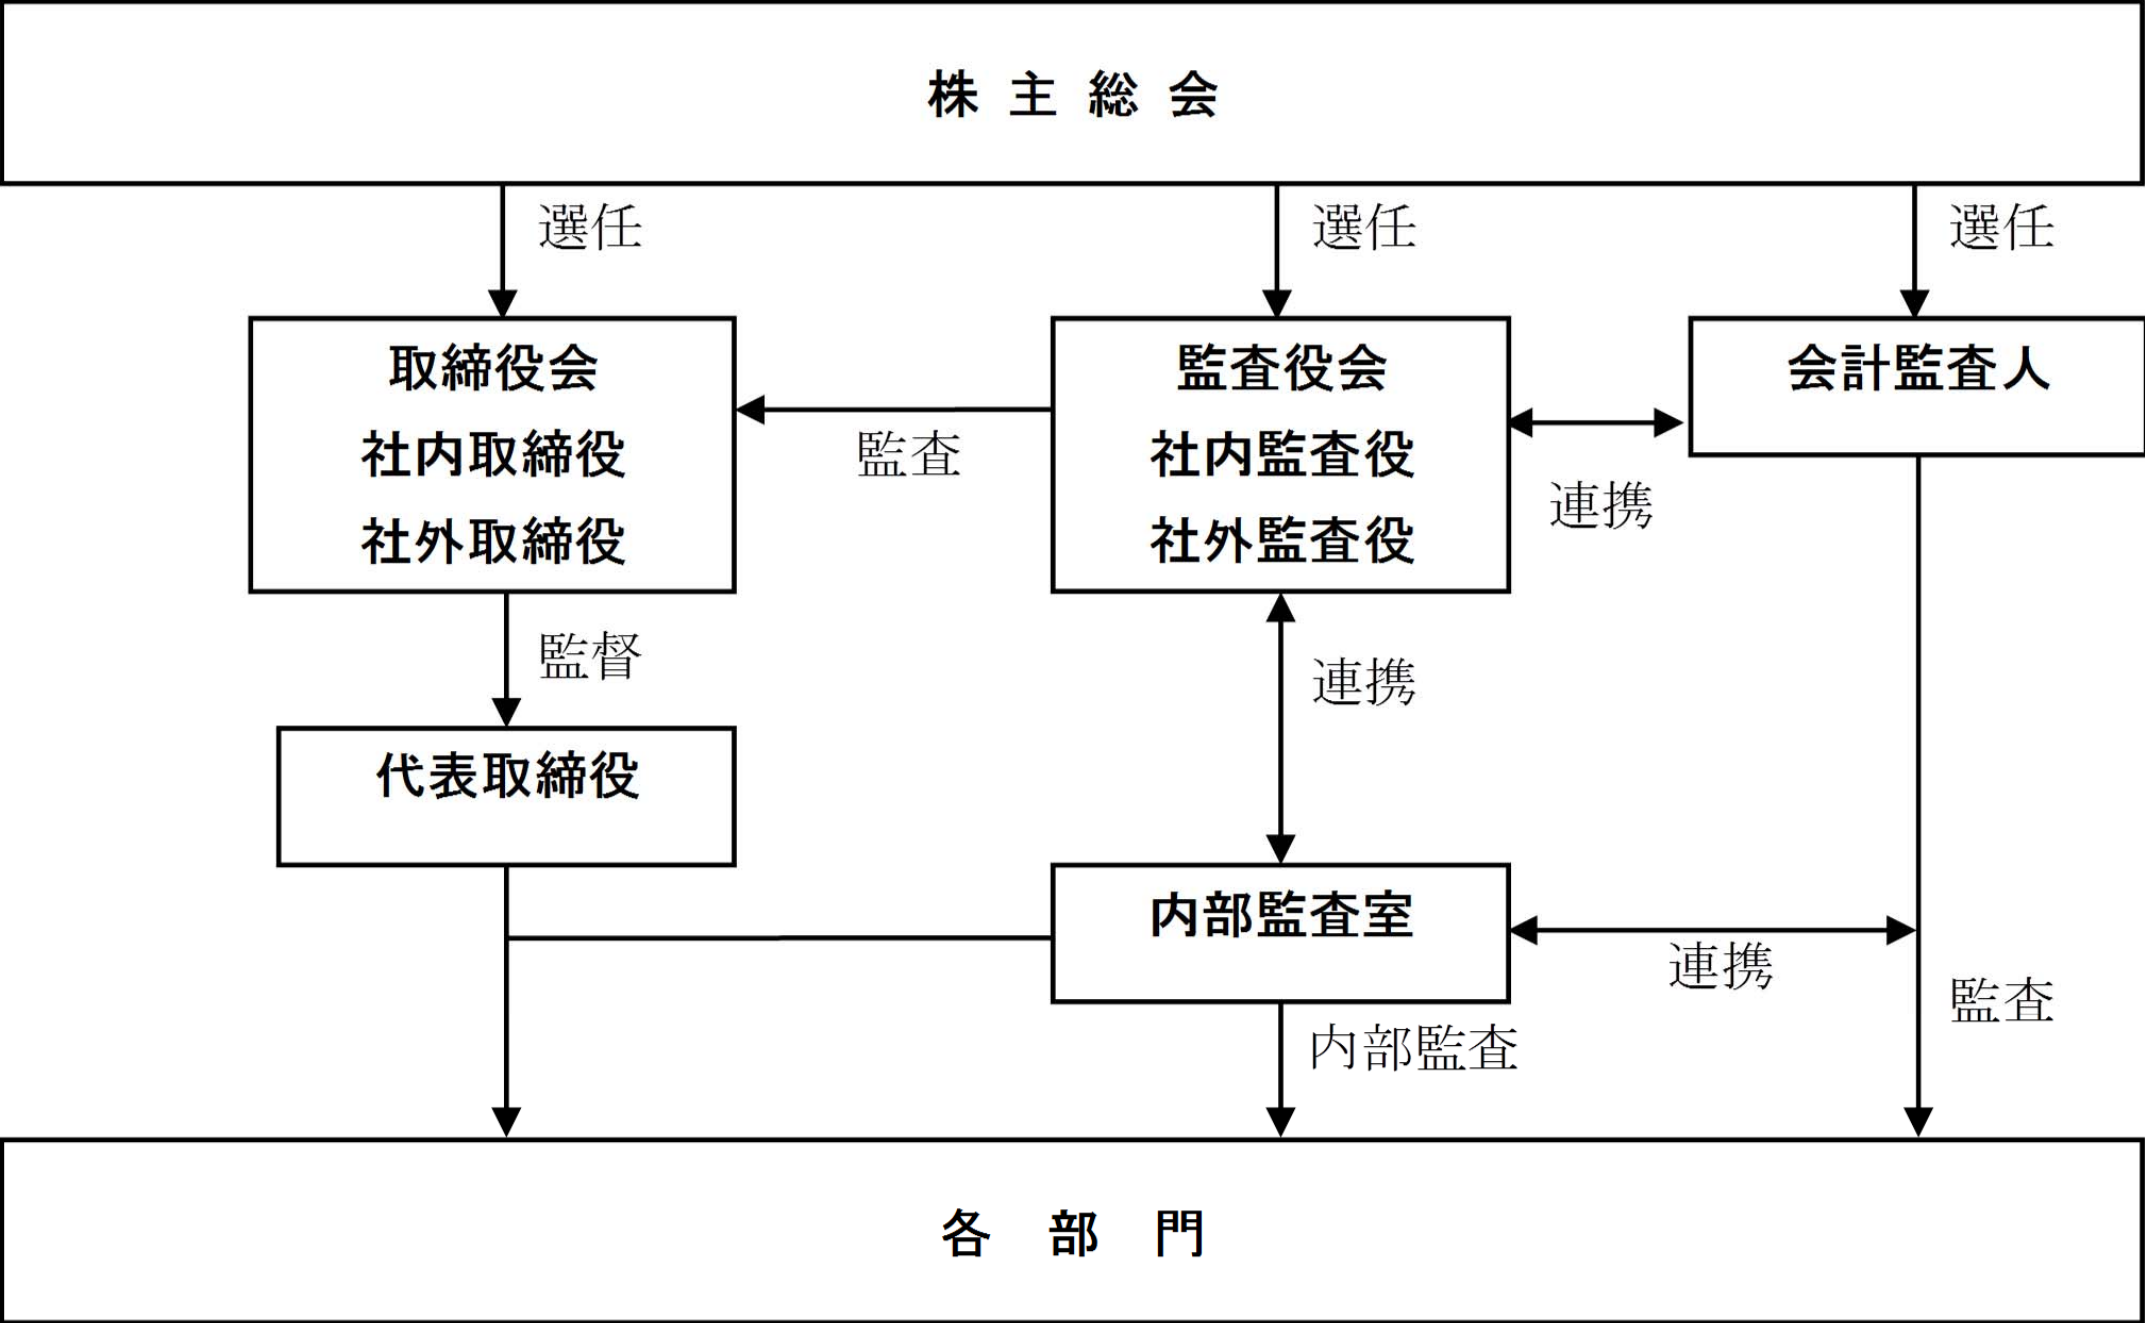 株主総会
選任
選任
選任
取締役会
社内取締役
社外取締役
監査
監査役会
社内監査役
社外監査役
連携
会計監査人
監督
連携
代表取締役
内部監査室
連携
監査
内部監査
各部門